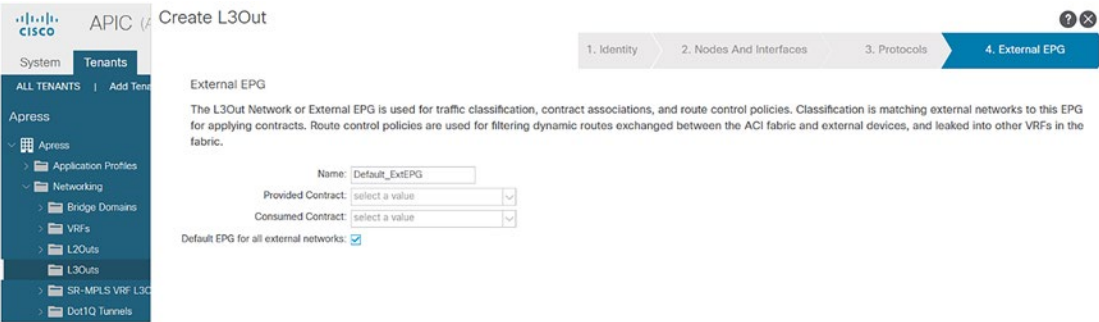 CISCO
APIC (A
Create L3Out
?
System
Tenants
1. Identity
2. Nodes And Interfaces
3. Protocols
4. External EPG
ALL TENANTS | Add Tena
External EPG
The L3Out Network or External EPG is used for traffic classification, contract associations, and route control policies. Classification is matching external networks to this EPG
for applying contracts. Route control policies are used for filtering dynamic routes exchanged between the ACI fabric and external devices, and leaked into other VRFs in the
fabric.
Apress
Apress
Application Profiles
Networking
Bridge Domains
VRFs
L2Outs
L3Outs
SR-MPLS VRF L3O
Dot1Q Tunnels
Name: Default_ExtEPG
Provided Contract: select a value
Consumed Contract: select a value
Default EPG for all external networks: